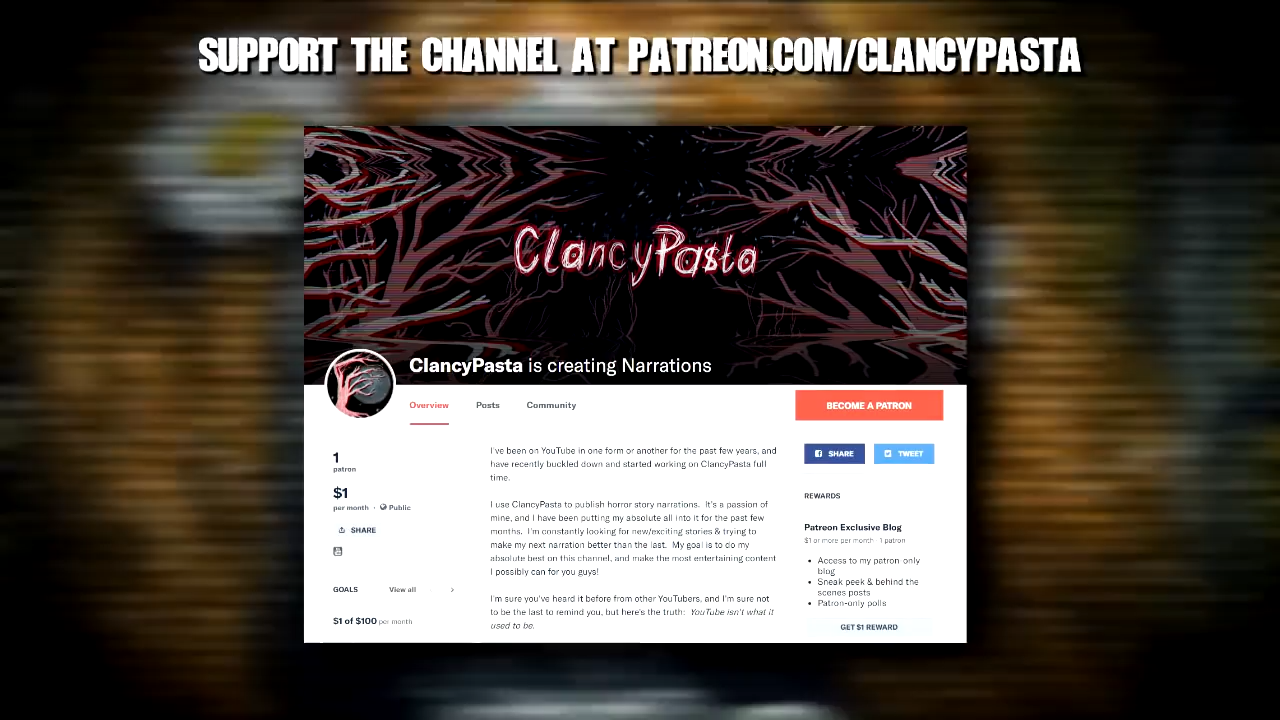 SUPPORT THE CHANNEL AT PATREON.COM/CLANCYPASTA
ClancyPasta
ClancyPasta is creating Narrations
Overview Posts Community
BECOME A PATRON
1
patron
$1
per month · Public
SHARE
GOALS View all >
$1 of $100 per month
I've been on YouTube in one form or another for the past few years, and
have recently buckled down and started working on ClancyPasta full
time.
I use ClancyPasta to publish horror story narrations. It's a passion of
mine, and I have been putting my absolute all into it for the past few
months. I'm constantly looking for new/exciting stories & trying to
make my next narration better than the last. My goal is to do my
absolute best on this channel, and make the most entertaining content
I possibly can for you guys!
I'm sure you've heard it before from other YouTubers, and I'm sure not
to be the last to remind you, but here's the truth: YouTube isn't what it
used to be.
SHARE TWEET
REWARDS
Patreon Exclusive Blog
$1 or more per month · 1 patron
• Access to my patron-only
blog
• Sneak peek & behind the
scenes posts
• Patron-only polls
GET $1 REWARD